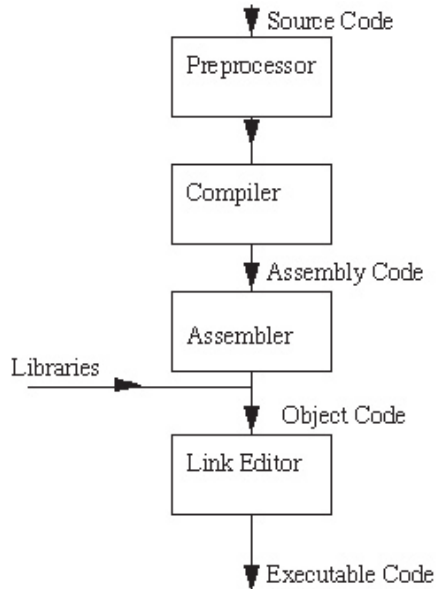 Source Code
Preprocessor
Compiler
Assembly Code
Assembler
Libraries
Object Code
Link Editor
Executable Code